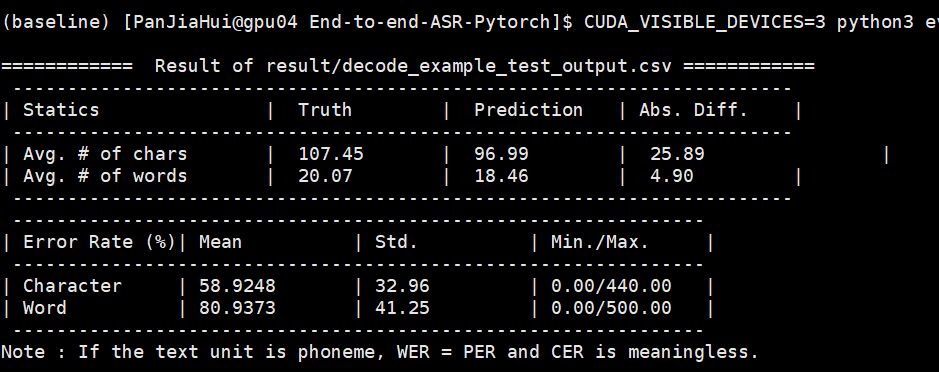 (baseline) [PanJiaHui@gpu04 End-to-end-ASR-Pytorch]$ CUDA_VISIBLE_DEVICES=3 python3
============  Result of result/decode_example_test_output.csv ============
 -----------------------------------------------------------------------
| Statics               |  Truth          |  Prediction   | Abs. Diff.    |
 -----------------------------------------------------------------------
| Avg. # of chars       |  107.45         |  96.99        |  25.89                |
| Avg. # of words       |  20.07          |  18.46        |  4.90         |
 -----------------------------------------------------------------------
 ---------------------------------------------------------------
| Error Rate (%)| Mean          | Std.          | Min./Max.     |
 ---------------------------------------------------------------
| Character     | 58.9248       | 32.96         | 0.00/440.00   |
| Word          | 80.9373       | 41.25         | 0.00/500.00   |
 ---------------------------------------------------------------
Note : If the text unit is phoneme, WER = PER and CER is meaningless.